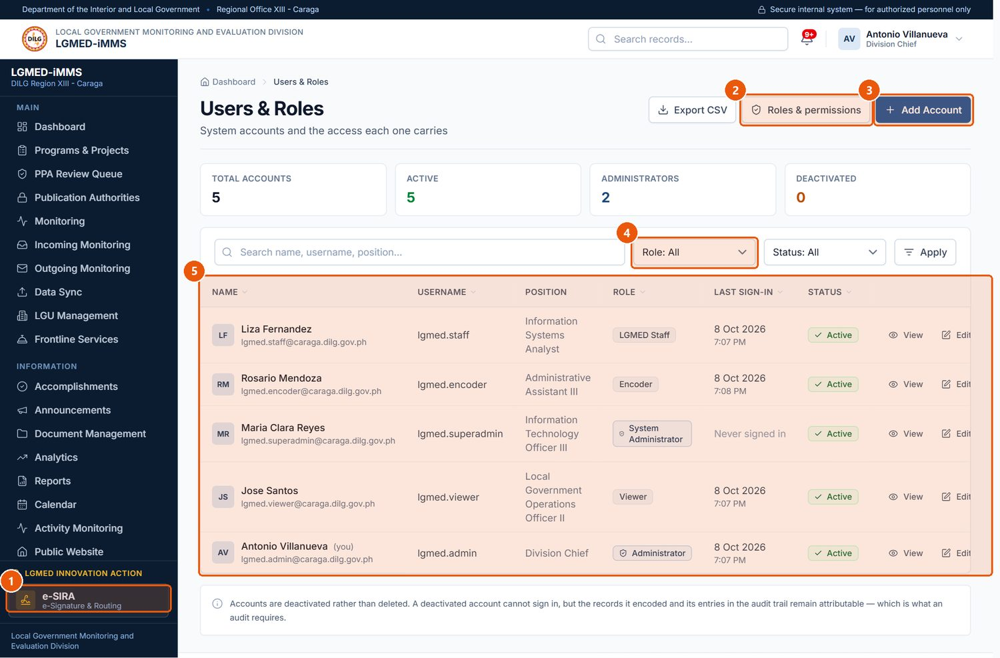 Department of the Interior and Local Government • Regional Office XIII - Caraga
Secure internal system — for authorized personnel only
DILG
LOCAL GOVERNMENT MONITORING AND EVALUATION DIVISION
LGMED-iMMS
Search records...
9+
AV
Antonio Villanueva
Division Chief
LGMED-iMMS
DILG Region XIII - Caraga
MAIN
Dashboard
Programs & Projects
PPA Review Queue
Publication Authorities
Monitoring
Incoming Monitoring
Outgoing Monitoring
Data Sync
LGU Management
Frontline Services
INFORMATION
Accomplishments
Announcements
Document Management
Analytics
Reports
Calendar
Activity Monitoring
Public Website
LGMED INNOVATION ACTION
1
e-SIRA
e-Signature & Routing
Local Government Monitoring and
Evaluation Division
Dashboard > Users & Roles
Users & Roles
System accounts and the access each one carries
Export CSV
2
Roles & permissions
3
+ Add Account
TOTAL ACCOUNTS
5
ACTIVE
5
ADMINISTRATORS
2
DEACTIVATED
0
Search name, username, position...
4
Role: All
Status: All
Apply
5
NAME USERNAME POSITION ROLE LAST SIGN-IN STATUS
LF
Liza Fernandez
lgmed.staff@caraga.dilg.gov.ph
lgmed.staff
Information
Systems
Analyst
LGMED Staff
8 Oct 2026
7:07 PM
Active
View
Edit
RM
Rosario Mendoza
lgmed.encoder@caraga.dilg.gov.ph
lgmed.encoder
Administrative
Assistant III
Encoder
8 Oct 2026
7:08 PM
Active
View
Edit
MR
Maria Clara Reyes
lgmed.superadmin@caraga.dilg.gov.ph
lgmed.superadmin
Information
Technology
Officer III
System
Administrator
Never signed in
Active
View
Edit
JS
Jose Santos
lgmed.viewer@caraga.dilg.gov.ph
lgmed.viewer
Local
Government
Operations
Officer II
Viewer
8 Oct 2026
7:07 PM
Active
View
Edit
AV
Antonio Villanueva (you)
lgmed.admin@caraga.dilg.gov.ph
lgmed.admin
Division Chief
Administrator
8 Oct 2026
7:07 PM
Active
View
Edit
Accounts are deactivated rather than deleted. A deactivated account cannot sign in, but the records it encoded and its entries in the audit trail remain attributable — which is what an
audit requires.